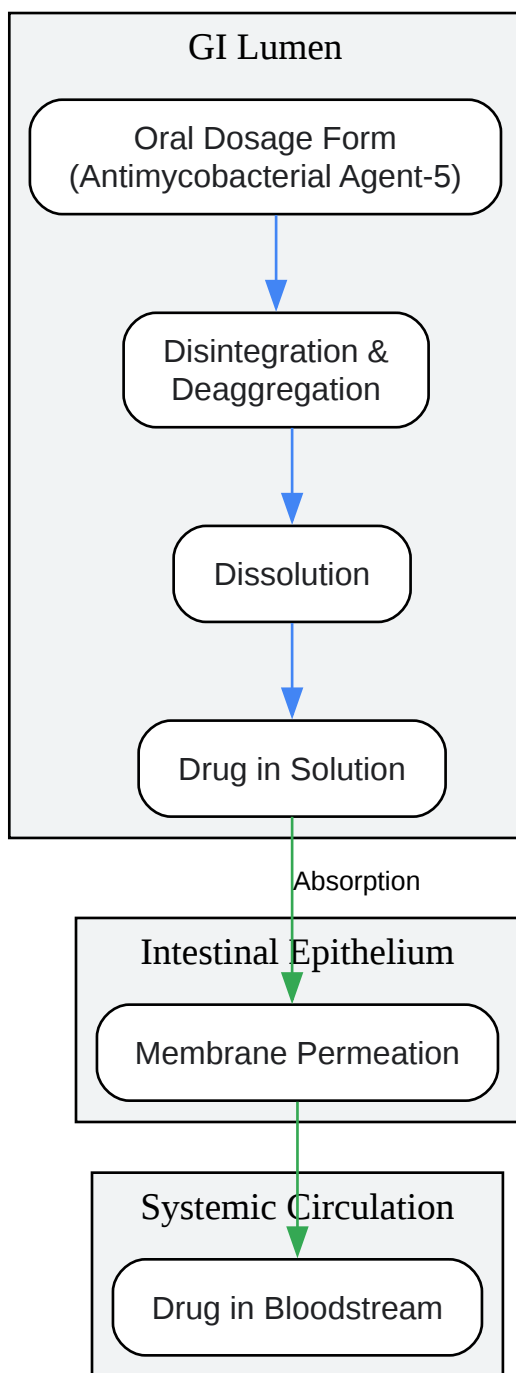 GI Lumen
Oral Dosage Form
(Antimycobacterial Agent-5)
Disintegration &
Deaggregation
Dissolution
Drug in Solution
Absorption
Intestinal Epithelium
Membrane Permeation
Systemic Circulation
Drug in Bloodstream